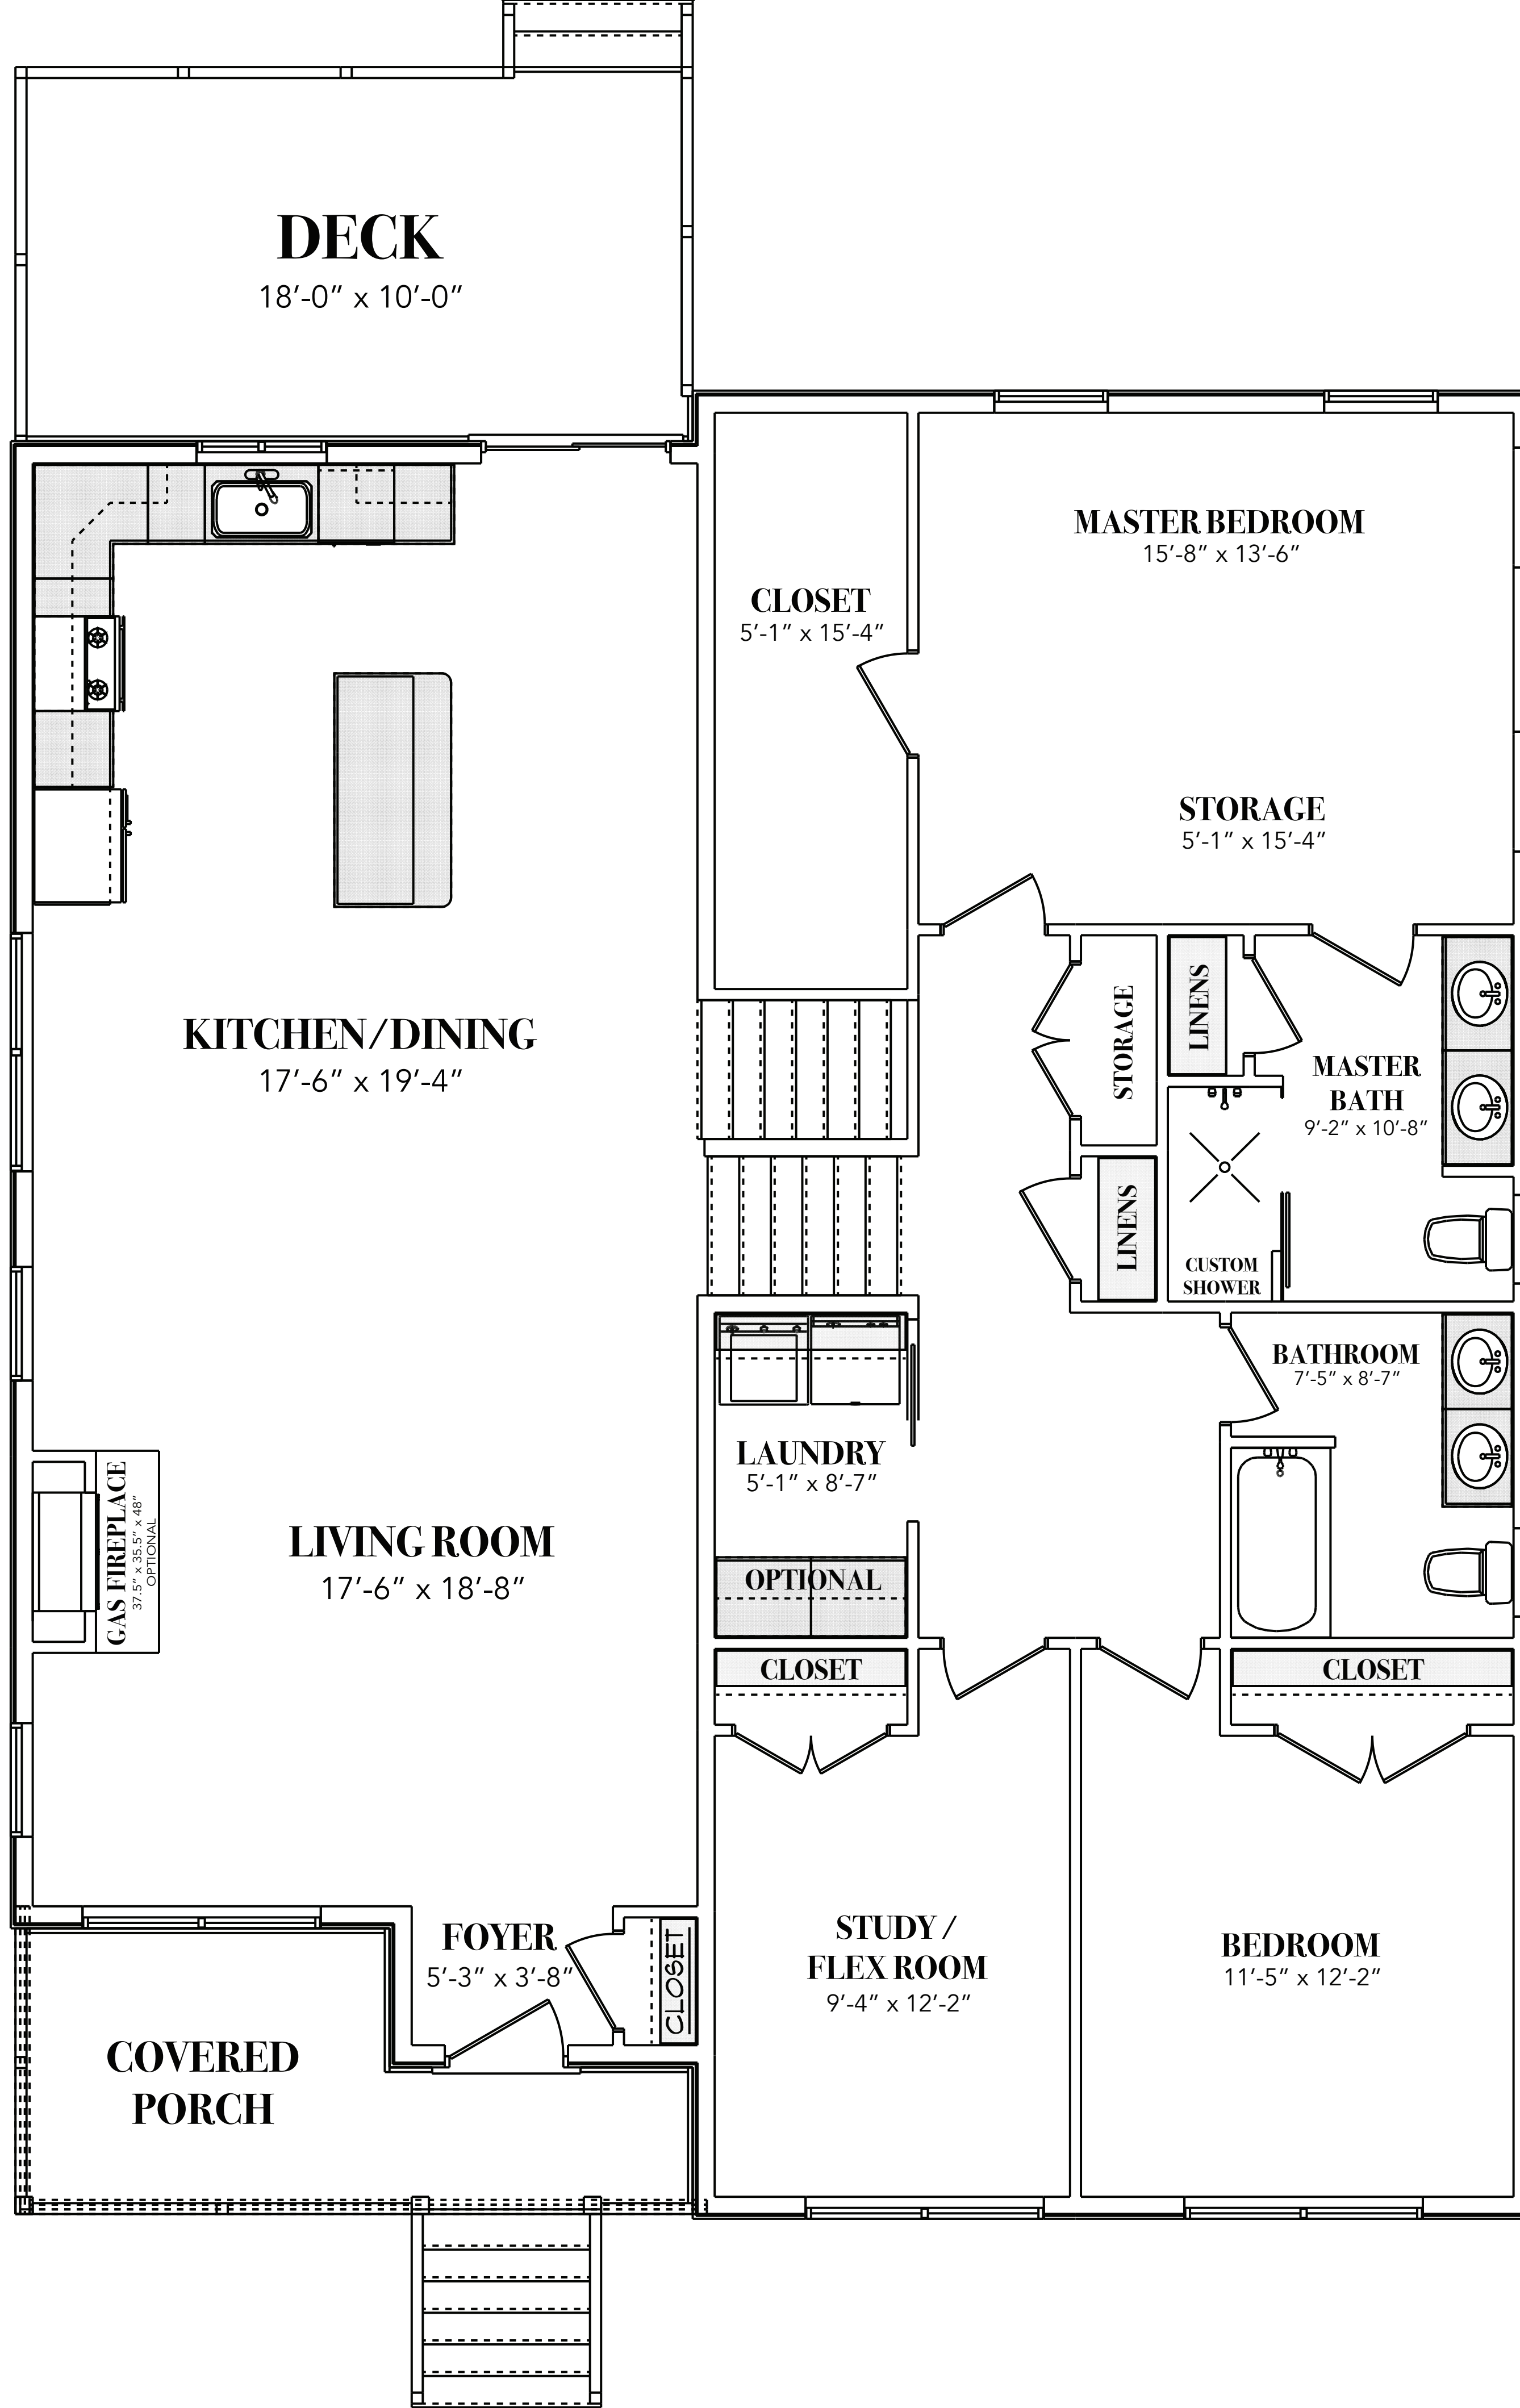 DECK
18’-0” x 10’-0”
MASTER BEDROOM
15’-8” x 13’-6”
CLOSET
5’-1” x 15’-4”
STORAGE
5’-1” x 15’-4”
KITCHEN/DINING
17’-6” x 19’-4”
STORAGE
LINENS
MASTER
BATH
9’-2” x 10’-8”
LINENS
CUSTOM
SHOWER
BATHROOM
7’-5” x 8’-7”
LAUNDRY
5’-1” x 8’-7”
GAS FIREPLACE
37.5” x 35.5” x 48”
OPTIONAL
LIVING ROOM
17’-6” x 18’-8”
OPTIONAL
CLOSET
CLOSET
FOYER
5’-3” x 3’-8”
CLOSET
STUDY /
FLEX ROOM
9’-4” x 12’-2”
BEDROOM
11’-5” x 12’-2”
COVERED
PORCH